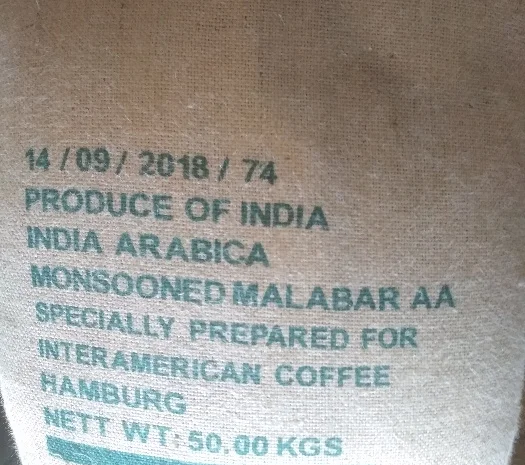 14 / 09 / 2018 / 74
PRODUCE OF INDIA
INDIA ARABICA
MONSOONED MALABAR AA
SPECIALLY PREPARED FOR
INTERAMERICAN COFFEE
HAMBURG
NETT WT: 50.00 KGS